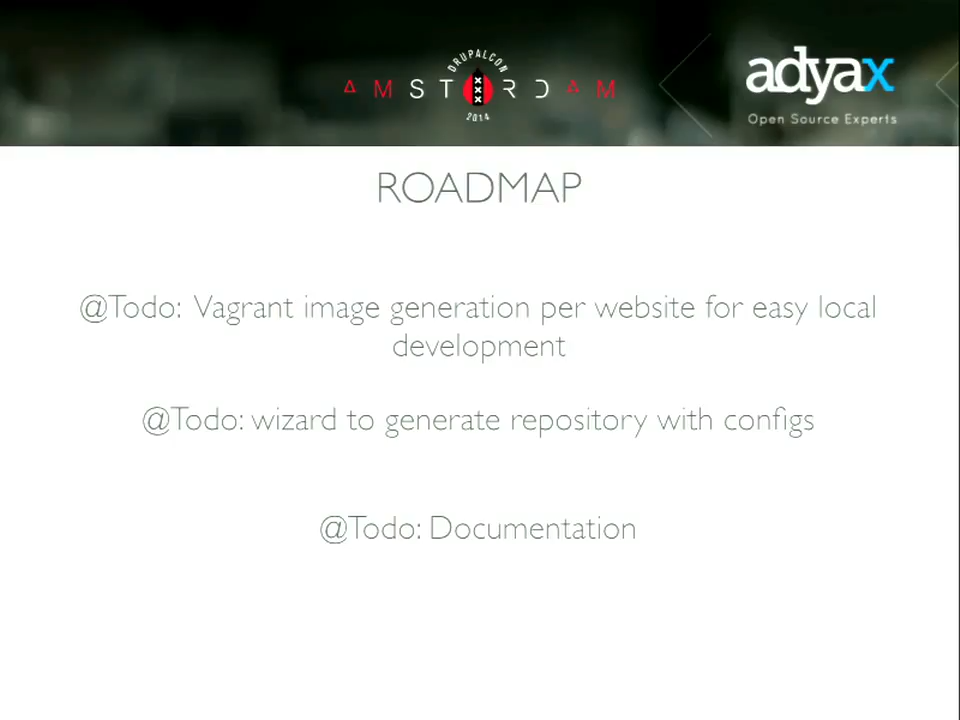 DRUPALCON
AMSTERDAM
2014
adyax
Open Source Experts
ROADMAP
@Todo: Vagrant image generation per website for easy local
development
@Todo: wizard to generate repository with configs
@Todo: Documentation